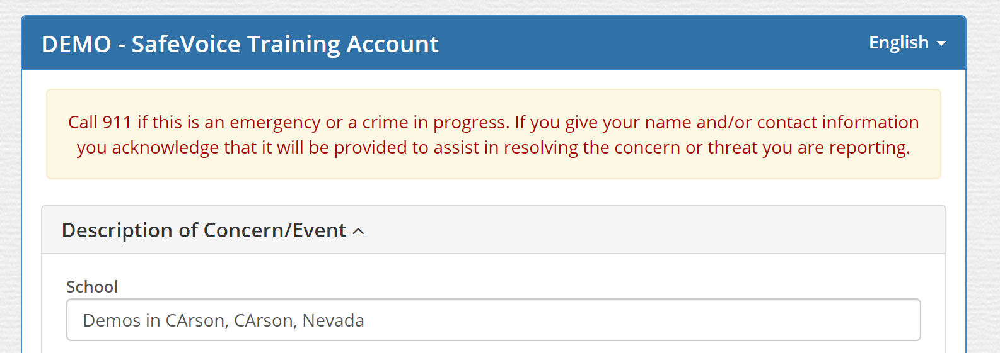 DEMO - SafeVoice Training Account
English
Call 911 if this is an emergency or a crime in progress. If you give your name and/or contact information
you acknowledge that it will be provided to assist in resolving the concern or threat you are reporting.
Description of Concern/Event
School
Demos in CArson, CArson, Nevada